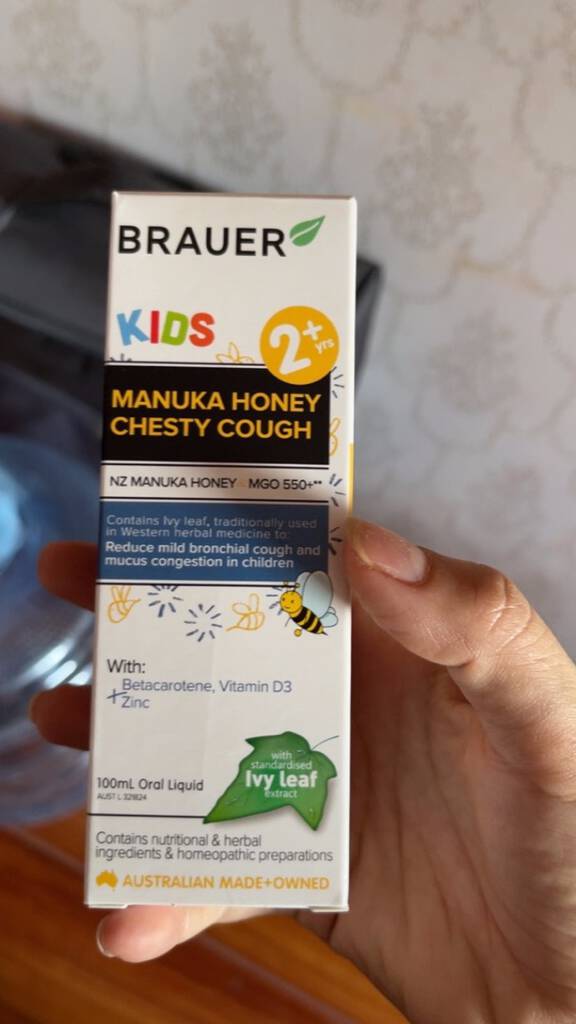 BRAUER
KIDS
2+
yrs
MANUKA HONEY
CHESTY COUGH
NZ MANUKA HONEY MGO 550+**
Contains Ivy leaf, traditionally used
in Western herbal medicine to:
Reduce mild bronchial cough and
mucus congestion in children
With:
+ Betacarotene, Vitamin D3
Zinc
with
standardised
Ivy leaf
extract
100mL Oral Liquid
AUST L 321824
Contains nutritional & herbal
ingredients & homeopathic preparations
AUSTRALIAN MADE+OWNED